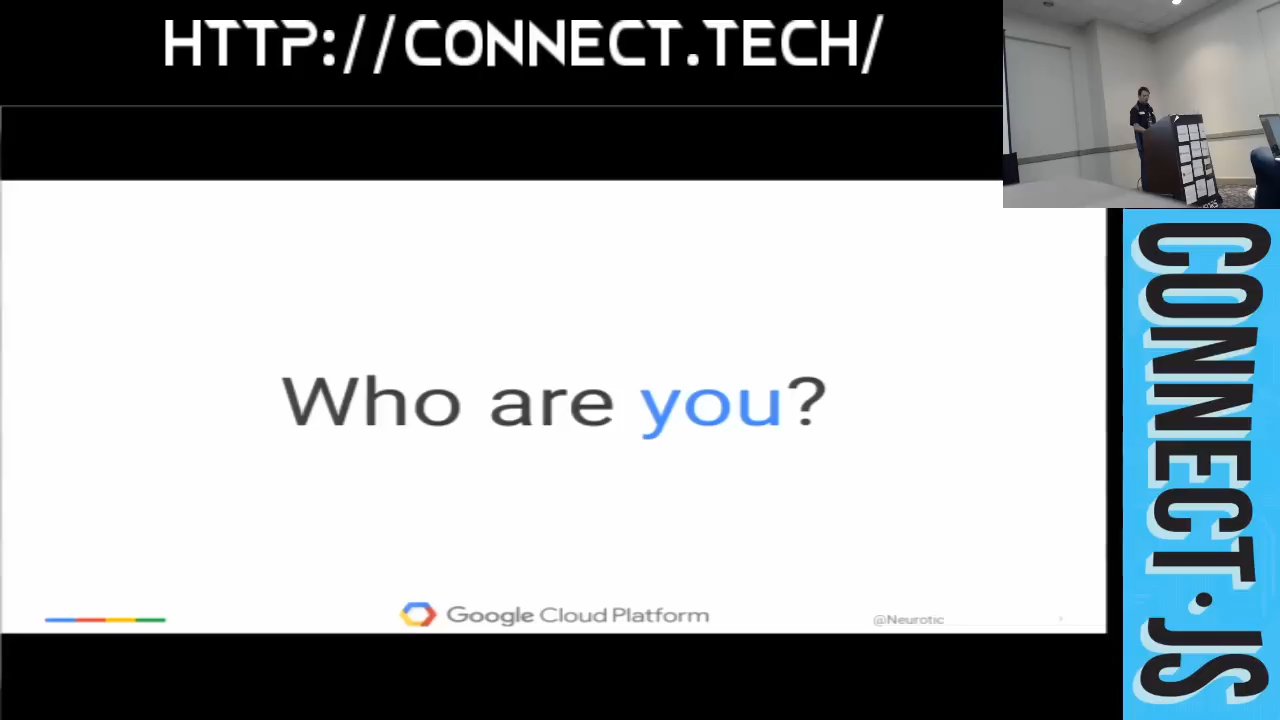 HTTP://CONNECT.TECH/
Who are you?
Google Cloud Platform
@Neurotic
CONNECT·JS